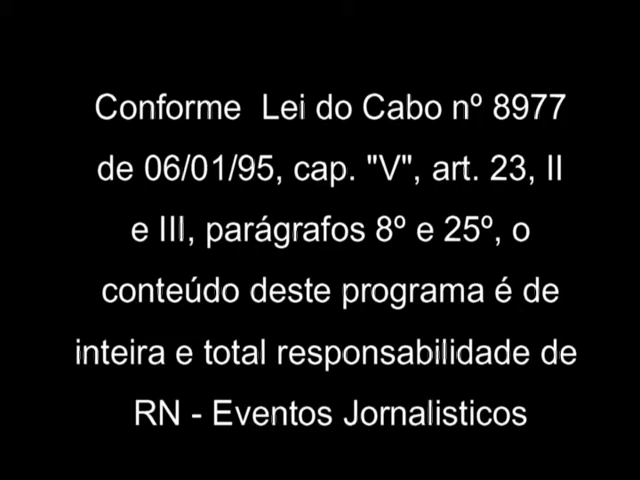 Conforme  Lei do Cabo nº 8977
de 06/01/95, cap. "V", art. 23, II
e III, parágrafos 8º e 25º, o
conteúdo deste programa é de
inteira e total responsabilidade de
RN - Eventos Jornalisticos